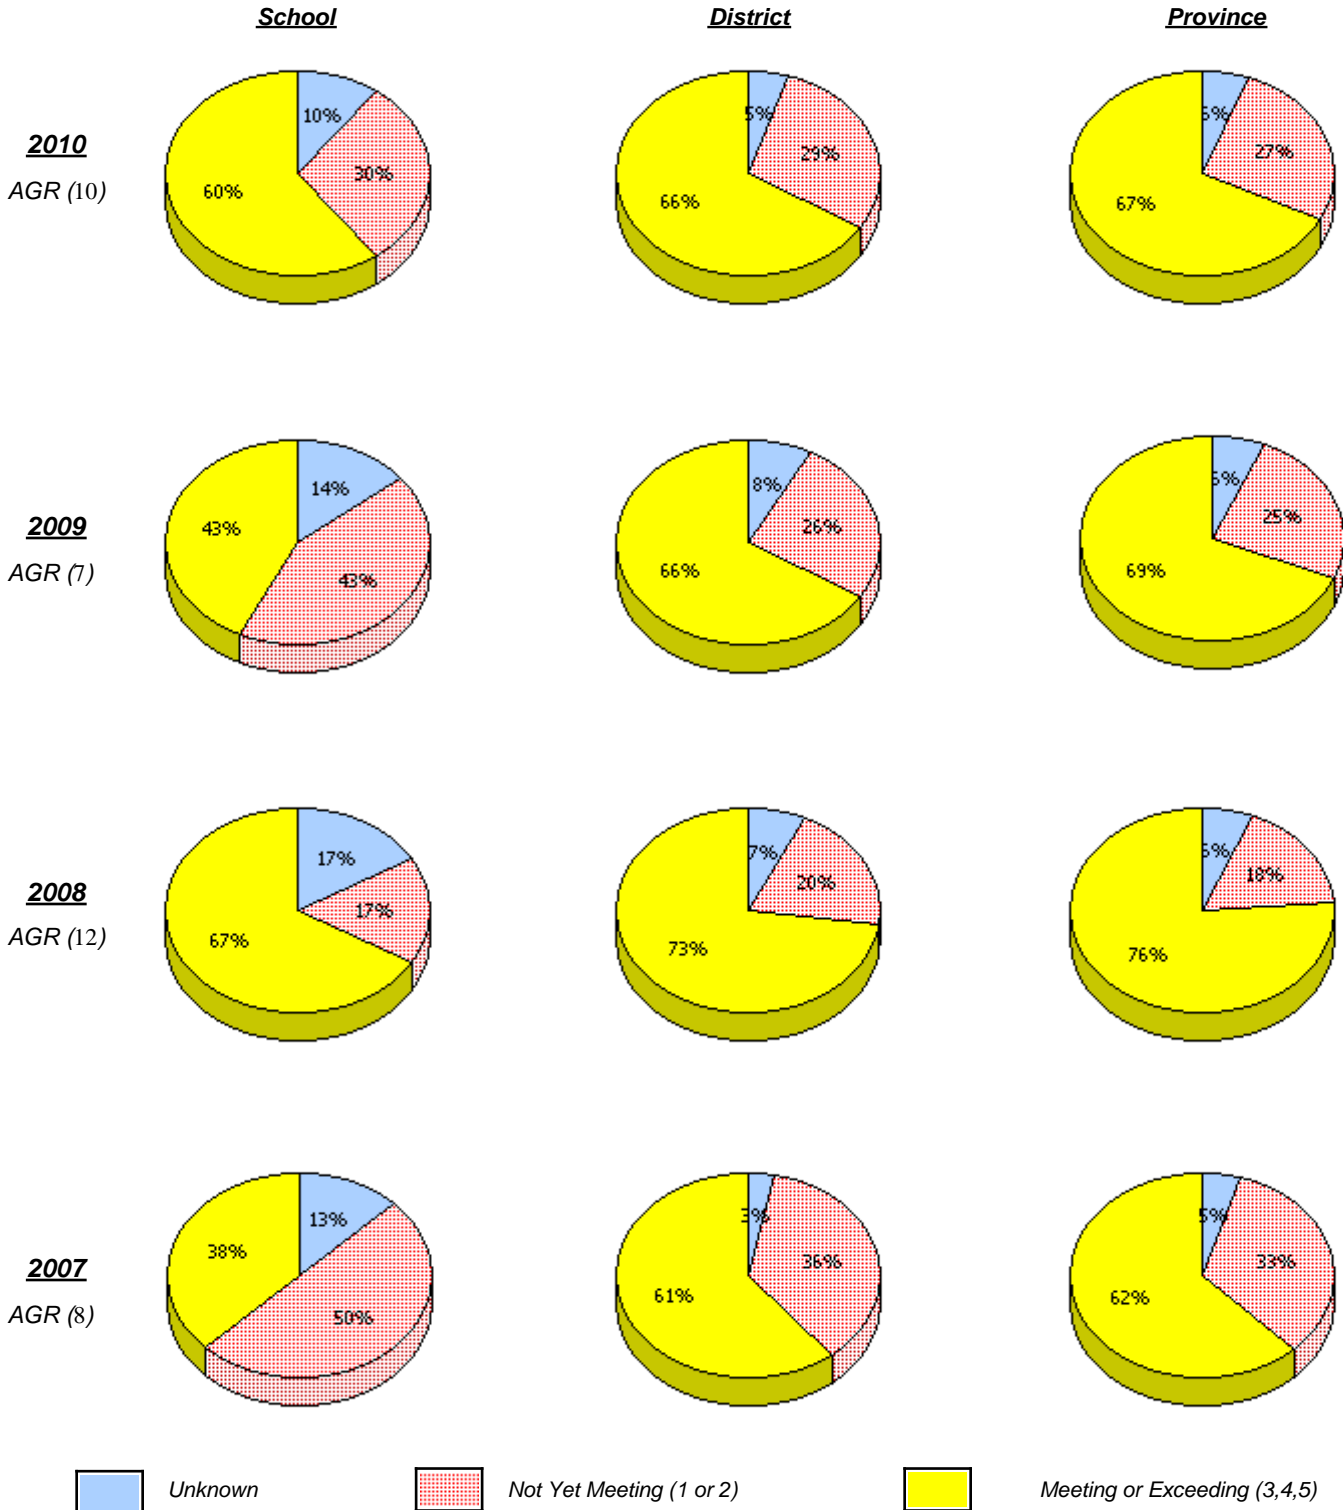 School District Province
2010
AGR (10)
10% 30% 60%
5% 29% 66%
6% 27% 67%
2009
AGR (7)
14% 43% 43%
8% 26% 66%
6% 25% 69%
2008
AGR (12)
17% 17% 67%
7% 20% 73%
6% 18% 76%
2007
AGR (8)
13% 50% 38%
3% 36% 61%
5% 33% 62%
Unknown Not Yet Meeting (1 or 2) Meeting or Exceeding (3,4,5)